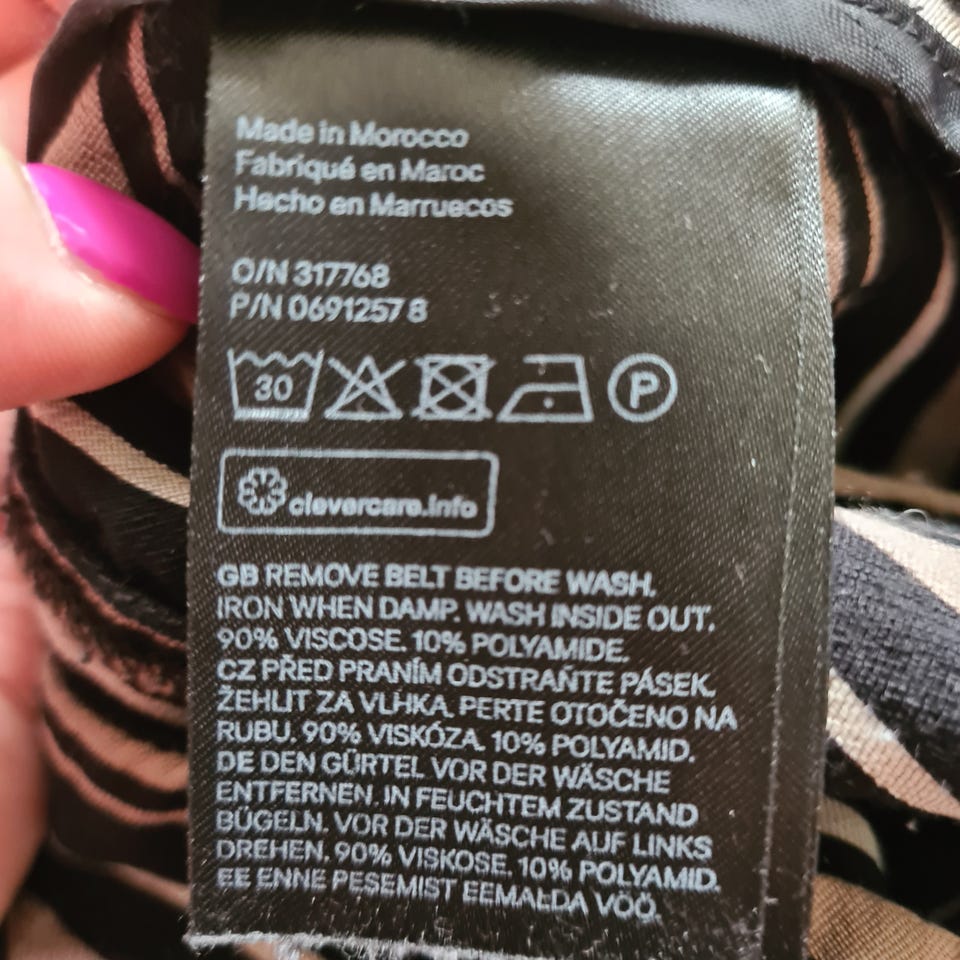 Made in Morocco
Fabriqué en Maroc
Hecho en Marruecos
O/N 317768
P/N 0691257 8
30
P
clevercare.info
GB REMOVE BELT BEFORE WASH.
IRON WHEN DAMP. WASH INSIDE OUT.
90% VISCOSE. 10% POLYAMIDE.
CZ PŘED PRANÍM ODSTRAŇTE PÁSEK.
ŽEHLIT ZA VLHKA. PERTE OTOČENO NA
RUBU. 90% VISKÓZA. 10% POLYAMID.
DE DEN GÜRTEL VOR DER WÄSCHE
ENTFERNEN. IN FEUCHTEM ZUSTAND
BÜGELN. VOR DER WÄSCHE AUF LINKS
DREHEN. 90% VISKOSE. 10% POLYAMID.
EE ENNE PESEMIST EEMALDA VÖÖ.